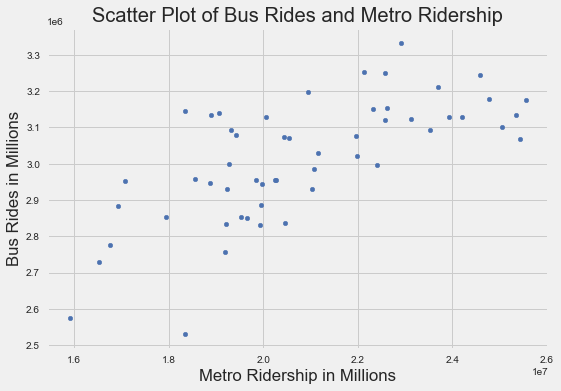 Scatter Plot of Bus Rides and Metro Ridership
1e6
3.3
3.2
3.1
3.0
2.9
2.8
2.7
2.6
2.5
Bus Rides in Millions
1.6 1.8 2.0 2.2 2.4 2.6
1e7
Metro Ridership in Millions